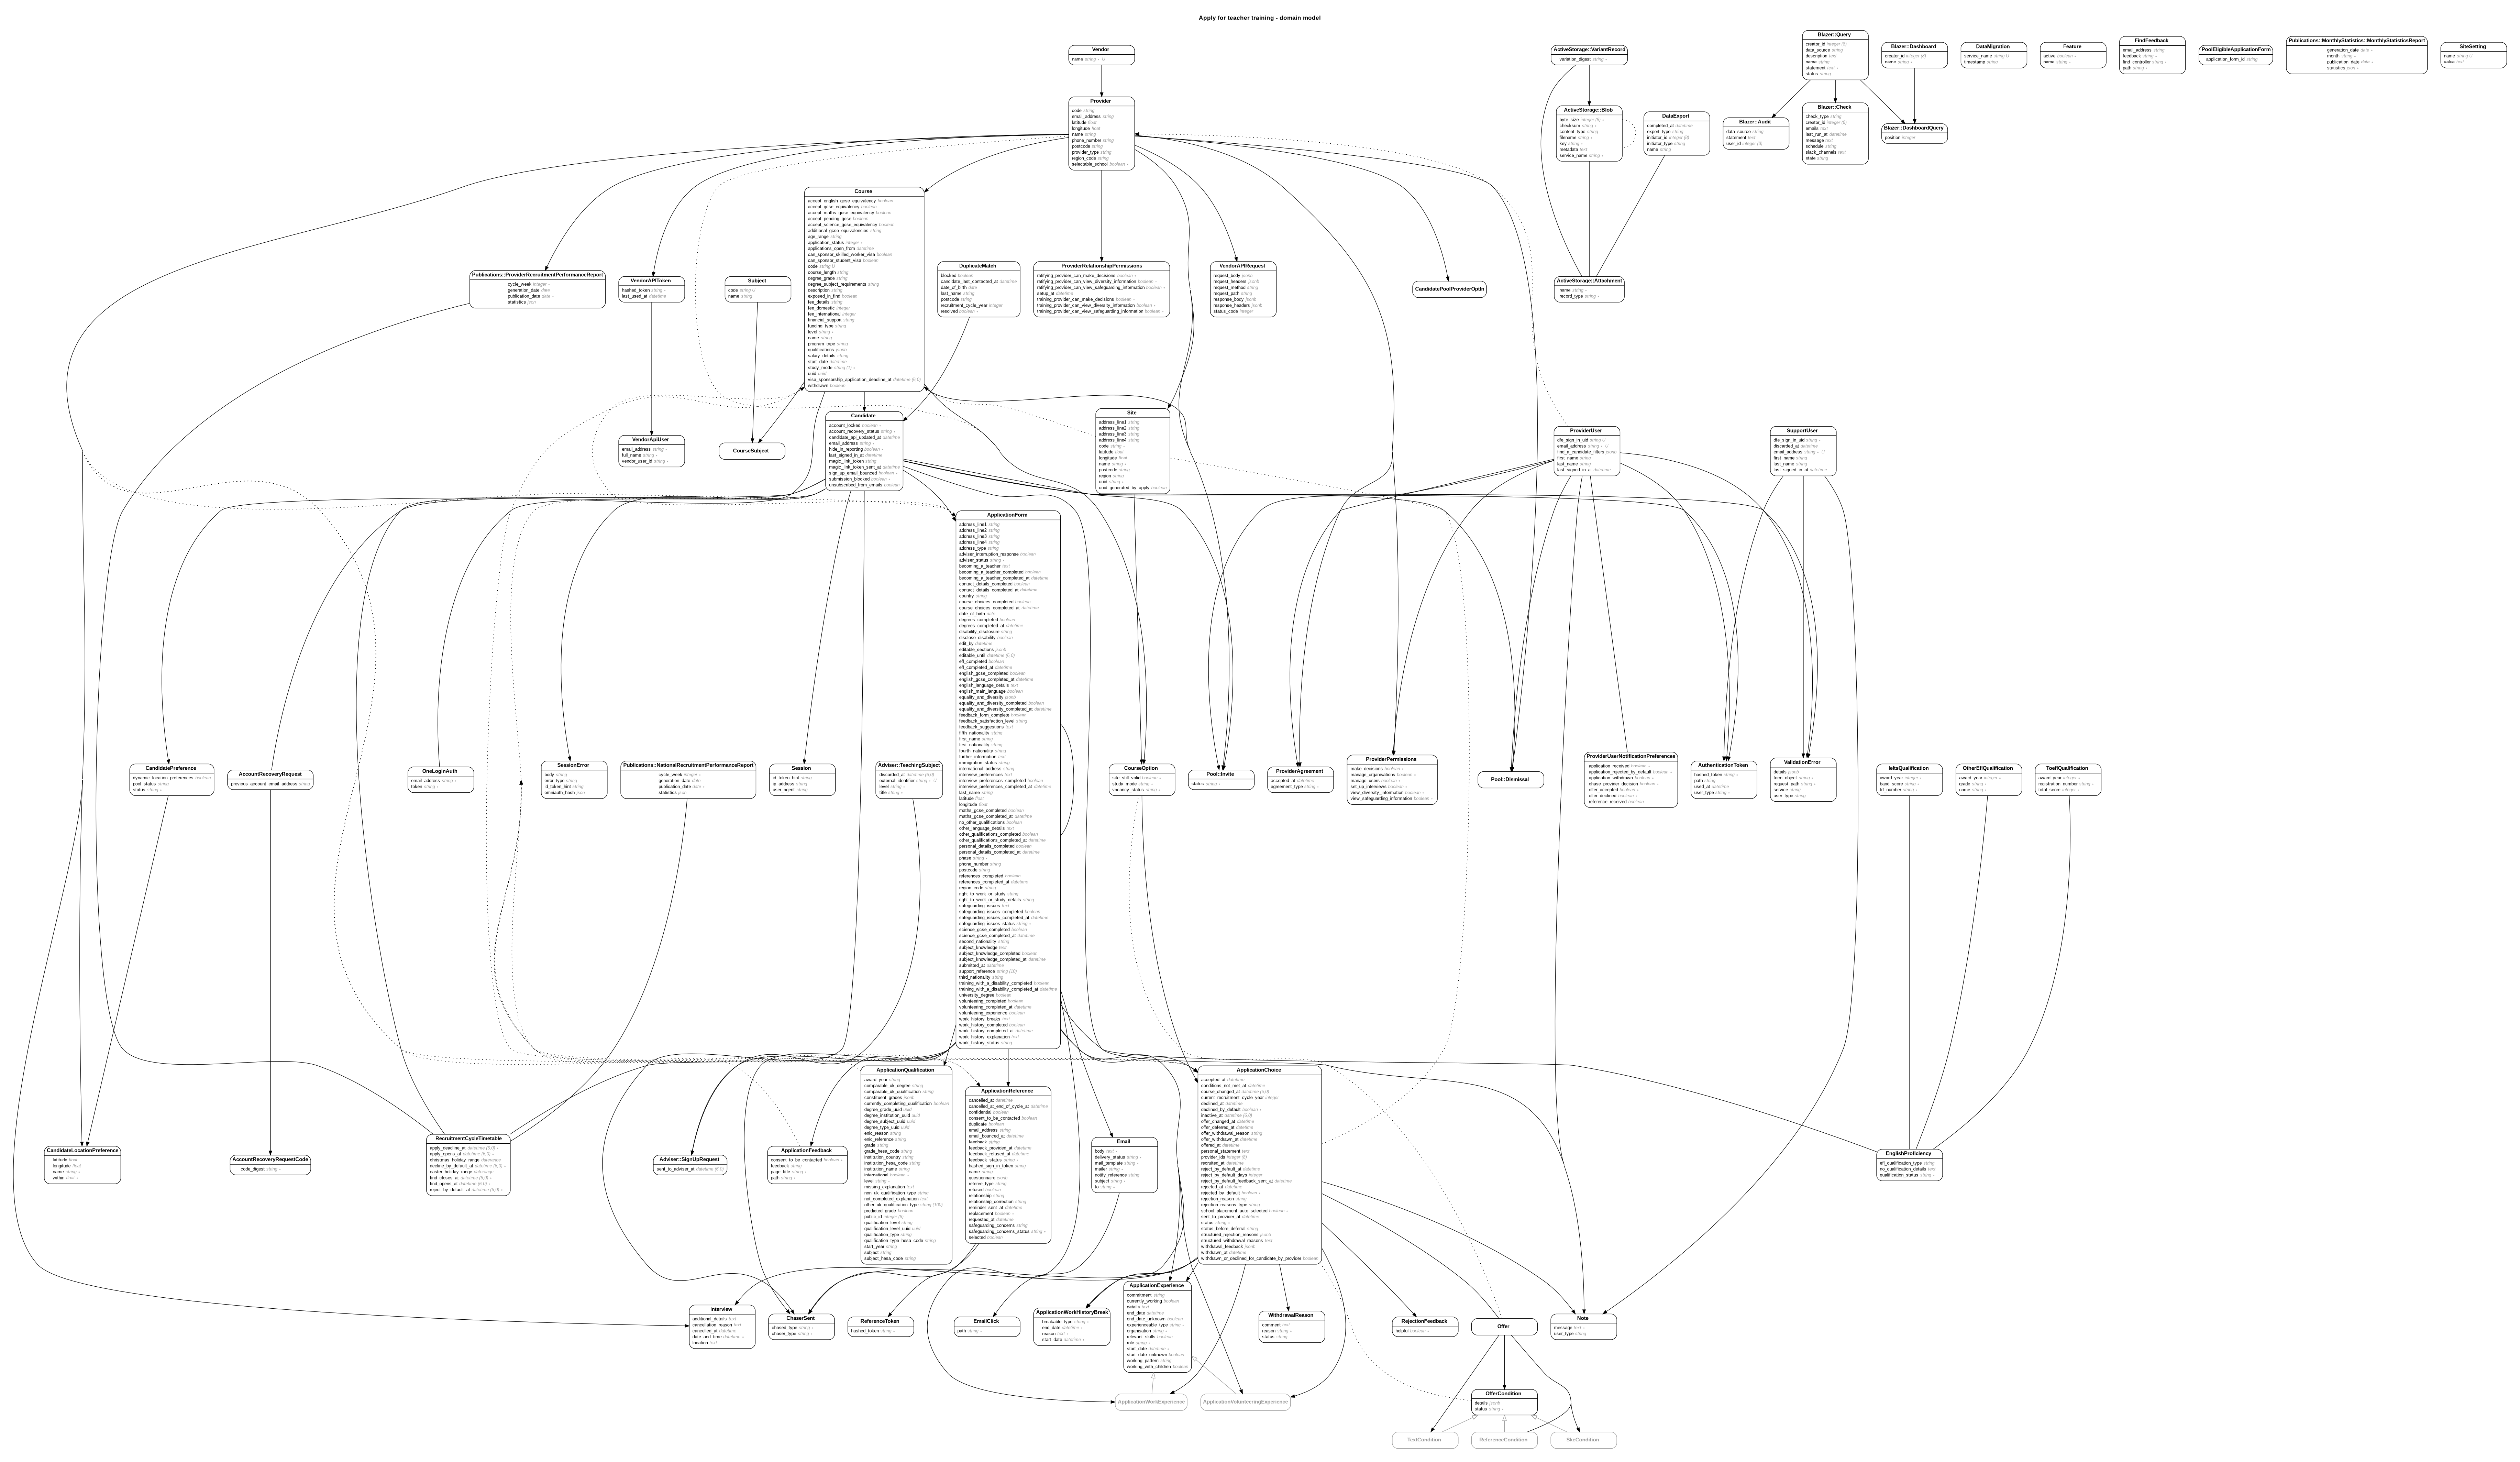 Apply for teacher training - domain model
Vendor
name string ∗ U
Provider
code string
email_address string
latitude float
longitude float
name string
phone_number string
postcode string
provider_type string
region_code string
selectable_school boolean ∗
ActiveStorage::VariantRecord
variation_digest string ∗
ActiveStorage::Blob
byte_size integer (8) ∗
checksum string
content_type string
filename string ∗
key string ∗
metadata text
service_name string ∗
DataExport
completed_at datetime
export_type string
initiator_id integer (8)
initiator_type string
name string
ActiveStorage::Attachment
name string ∗
record_type string ∗
Blazer::Query
creator_id integer (8)
data_source string
description text
name string
statement text ∗
status string
Blazer::Dashboard
creator_id integer (8)
name string ∗
Blazer::Audit
data_source string
statement text
user_id integer (8)
Blazer::Check
check_type string
creator_id integer (8)
emails text
last_run_at datetime
message text
schedule string
slack_channels text
state string
Blazer::DashboardQuery
position integer
DataMigration
service_name string U
timestamp string
Feature
active boolean ∗
name string ∗
FindFeedback
email_address string
feedback string ∗
find_controller string ∗
path string ∗
PoolEligibleApplicationForm
application_form_id string
Publications::MonthlyStatistics::MonthlyStatisticsReport
generation_date date ∗
month string ∗
publication_date date ∗
statistics json ∗
SiteSetting
name string U
value text
Course
accept_english_gcse_equivalency boolean
accept_gcse_equivalency boolean
accept_maths_gcse_equivalency boolean
accept_pending_gcse boolean
accept_science_gcse_equivalency boolean
additional_gcse_equivalencies string
age_range string
application_status integer ∗
applications_open_from datetime
can_sponsor_skilled_worker_visa boolean
can_sponsor_student_visa boolean
code string U
course_length string
degree_grade string
degree_subject_requirements string
description string
exposed_in_find boolean
fee_details string
fee_domestic integer
fee_international integer
financial_support string
funding_type string
level string ∗
name string
program_type string
qualifications jsonb
salary_details string
start_date datetime
study_mode string (1) ∗
uuid uuid
visa_sponsorship_application_deadline_at datetime (6,0)
withdrawn boolean
Publications::ProviderRecruitmentPerformanceReport
cycle_week integer ∗
generation_date date
publication_date date ∗
statistics json
VendorAPIToken
hashed_token string ∗
last_used_at datetime
Subject
code string U
name string
DuplicateMatch
blocked boolean
candidate_last_contacted_at datetime
date_of_birth date
last_name string
postcode string
recruitment_cycle_year integer
resolved boolean ∗
ProviderRelationshipPermissions
ratifying_provider_can_make_decisions boolean ∗
ratifying_provider_can_view_diversity_information boolean ∗
ratifying_provider_can_view_safeguarding_information boolean ∗
setup_at datetime
training_provider_can_make_decisions boolean ∗
training_provider_can_view_diversity_information boolean ∗
training_provider_can_view_safeguarding_information boolean ∗
VendorAPIRequest
request_body jsonb
request_headers jsonb
request_method string
request_path string
response_body jsonb
response_headers jsonb
status_code integer
CandidatePoolProviderOptIn
VendorApiUser
email_address string ∗
full_name string ∗
vendor_user_id string ∗
CourseSubject
Candidate
account_locked boolean ∗
account_recovery_status string ∗
candidate_api_updated_at datetime
email_address string ∗
hide_in_reporting boolean ∗
last_signed_in_at datetime
magic_link_token string
magic_link_token_sent_at datetime
sign_up_email_bounced boolean ∗
submission_blocked boolean ∗
unsubscribed_from_emails boolean
Site
address_line1 string
address_line2 string
address_line3 string
address_line4 string
code string ∗
latitude float
longitude float
name string ∗
postcode string
region string
uuid string ∗
uuid_generated_by_apply boolean
ProviderUser
dfe_sign_in_uid string U
email_address string ∗ U
find_a_candidate_filters jsonb
first_name string
last_name string
last_signed_in_at datetime
SupportUser
dfe_sign_in_uid string ∗
discarded_at datetime
email_address string ∗ U
first_name string
last_name string
last_signed_in_at datetime
ApplicationForm
address_line1 string
address_line2 string
address_line3 string
address_line4 string
address_type string
adviser_interruption_response boolean
adviser_status string ∗
becoming_a_teacher text
becoming_a_teacher_completed boolean
becoming_a_teacher_completed_at datetime
contact_details_completed boolean
contact_details_completed_at datetime
country string
course_choices_completed boolean
course_choices_completed_at datetime
date_of_birth date
degrees_completed boolean
degrees_completed_at datetime
disability_disclosure string
disclose_disability boolean
edit_by datetime
editable_sections jsonb
editable_until datetime (6,0)
efl_completed boolean
efl_completed_at datetime
english_gcse_completed boolean
english_gcse_completed_at datetime
english_language_details text
english_main_language boolean
equality_and_diversity jsonb
equality_and_diversity_completed boolean
equality_and_diversity_completed_at datetime
feedback_form_complete boolean
feedback_satisfaction_level string
feedback_suggestions text
fifth_nationality string
first_name string
first_nationality string
fourth_nationality string
further_information text
immigration_status string
international_address string
interview_preferences text
interview_preferences_completed boolean
interview_preferences_completed_at datetime
last_name string
latitude float
longitude float
maths_gcse_completed boolean
maths_gcse_completed_at datetime
no_other_qualifications boolean
other_language_details text
other_qualifications_completed boolean
other_qualifications_completed_at datetime
personal_details_completed boolean
personal_details_completed_at datetime
phase string ∗
phone_number string
postcode string
references_completed boolean
references_completed_at datetime
region_code string
right_to_work_or_study string
right_to_work_or_study_details string
safeguarding_issues text
safeguarding_issues_completed boolean
safeguarding_issues_completed_at datetime
safeguarding_issues_status string ∗
science_gcse_completed boolean
science_gcse_completed_at datetime
second_nationality string
subject_knowledge text
subject_knowledge_completed boolean
subject_knowledge_completed_at datetime
submitted_at datetime
support_reference string (10)
third_nationality string
training_with_a_disability_completed boolean
training_with_a_disability_completed_at datetime
university_degree boolean
volunteering_completed boolean
volunteering_completed_at datetime
volunteering_experience boolean
work_history_breaks text
work_history_completed boolean
work_history_completed_at datetime
work_history_explanation text
work_history_status string
CandidatePreference
dynamic_location_preferences boolean
pool_status string
status string ∗
AccountRecoveryRequest
previous_account_email_address string
OneLoginAuth
email_address string ∗
token string ∗
SessionError
body string
error_type string
id_token_hint string
omniauth_hash json
Publications::NationalRecruitmentPerformanceReport
cycle_week integer ∗
generation_date date
publication_date date ∗
statistics json
Session
id_token_hint string
ip_address string
user_agent string
Adviser::TeachingSubject
discarded_at datetime (6,0)
external_identifier string ∗ U
level string ∗
title string ∗
CourseOption
site_still_valid boolean ∗
study_mode string ∗
vacancy_status string ∗
Pool::Invite
status string ∗
ProviderAgreement
accepted_at datetime
agreement_type string ∗
ProviderPermissions
make_decisions boolean ∗
manage_organisations boolean ∗
manage_users boolean ∗
set_up_interviews boolean ∗
view_diversity_information boolean ∗
view_safeguarding_information boolean ∗
Pool::Dismissal
ProviderUserNotificationPreferences
application_received boolean ∗
application_rejected_by_default boolean ∗
application_withdrawn boolean ∗
chase_provider_decision boolean ∗
offer_accepted boolean ∗
offer_declined boolean ∗
reference_received boolean
AuthenticationToken
hashed_token string ∗
path string
used_at datetime
user_type string ∗
ValidationError
details jsonb
form_object string ∗
request_path string ∗
service string
user_type string
IeltsQualification
award_year integer ∗
band_score string ∗
trf_number string ∗
OtherEflQualification
award_year integer ∗
grade string ∗
name string ∗
ToeflQualification
award_year integer ∗
registration_number string ∗
total_score integer ∗
CandidateLocationPreference
latitude float
longitude float
name string ∗
within float ∗
AccountRecoveryRequestCode
code_digest string ∗
RecruitmentCycleTimetable
apply_deadline_at datetime (6,0) ∗
apply_opens_at datetime (6,0) ∗
christmas_holiday_range daterange
decline_by_default_at datetime (6,0) ∗
easter_holiday_range daterange
find_closes_at datetime (6,0) ∗
find_opens_at datetime (6,0) ∗
reject_by_default_at datetime (6,0) ∗
Adviser::SignUpRequest
sent_to_adviser_at datetime (6,0)
ApplicationFeedback
consent_to_be_contacted boolean ∗
feedback string
page_title string ∗
path string ∗
ApplicationQualification
award_year string
comparable_uk_degree string
comparable_uk_qualification string
constituent_grades jsonb
currently_completing_qualification boolean
degree_grade_uuid uuid
degree_institution_uuid uuid
degree_subject_uuid uuid
degree_type_uuid uuid
enic_reason string
enic_reference string
grade string
grade_hesa_code string
institution_country string
institution_hesa_code string
institution_name string
international boolean ∗
level string ∗
missing_explanation text
non_uk_qualification_type string
not_completed_explanation text
other_uk_qualification_type string (100)
predicted_grade boolean
public_id integer (8)
qualification_level string
qualification_level_uuid uuid
qualification_type string
qualification_type_hesa_code string
start_year string
subject string
subject_hesa_code string
ApplicationReference
cancelled_at datetime
cancelled_at_end_of_cycle_at datetime
confidential boolean
consent_to_be_contacted boolean
duplicate boolean
email_address string
email_bounced_at datetime
feedback string
feedback_provided_at datetime
feedback_refused_at datetime
feedback_status string ∗
hashed_sign_in_token string
name string
questionnaire jsonb
referee_type string
refused boolean
relationship string
relationship_correction string
reminder_sent_at datetime
replacement boolean ∗
requested_at datetime
safeguarding_concerns string
safeguarding_concerns_status string ∗
selected boolean
Email
body text ∗
delivery_status string ∗
mail_template string ∗
mailer string ∗
notify_reference string
subject string ∗
to string ∗
ApplicationChoice
accepted_at datetime
conditions_not_met_at datetime
course_changed_at datetime (6,0)
current_recruitment_cycle_year integer
declined_at datetime
declined_by_default boolean ∗
inactive_at datetime (6,0)
offer_changed_at datetime
offer_deferred_at datetime
offer_withdrawal_reason string
offer_withdrawn_at datetime
offered_at datetime
personal_statement text
provider_ids integer (8)
recruited_at datetime
reject_by_default_at datetime
reject_by_default_days integer
reject_by_default_feedback_sent_at datetime
rejected_at datetime
rejected_by_default boolean ∗
rejection_reason string
rejection_reasons_type string
school_placement_auto_selected boolean ∗
sent_to_provider_at datetime
status string ∗
status_before_deferral string
structured_rejection_reasons jsonb
structured_withdrawal_reasons text
withdrawal_feedback jsonb
withdrawn_at datetime
withdrawn_or_declined_for_candidate_by_provider boolean
EnglishProficiency
efl_qualification_type string
no_qualification_details text
qualification_status string ∗
Interview
additional_details text
cancellation_reason text
cancelled_at datetime
date_and_time datetime ∗
location text
ChaserSent
chased_type string ∗
chaser_type string ∗
ReferenceToken
hashed_token string ∗
EmailClick
path string ∗
ApplicationWorkHistoryBreak
breakable_type string ∗
end_date datetime ∗
reason text ∗
start_date datetime ∗
ApplicationExperience
commitment string
currently_working boolean
details text
end_date datetime
end_date_unknown boolean
experienceable_type string ∗
organisation string ∗
relevant_skills boolean
role string ∗
start_date datetime ∗
start_date_unknown boolean
working_pattern string
working_with_children boolean
WithdrawalReason
comment text
reason string ∗
status string
RejectionFeedback
helpful boolean ∗
Offer
Note
message text ∗
user_type string
ApplicationWorkExperience
ApplicationVolunteeringExperience
OfferCondition
details jsonb
status string ∗
TextCondition
ReferenceCondition
SkeCondition